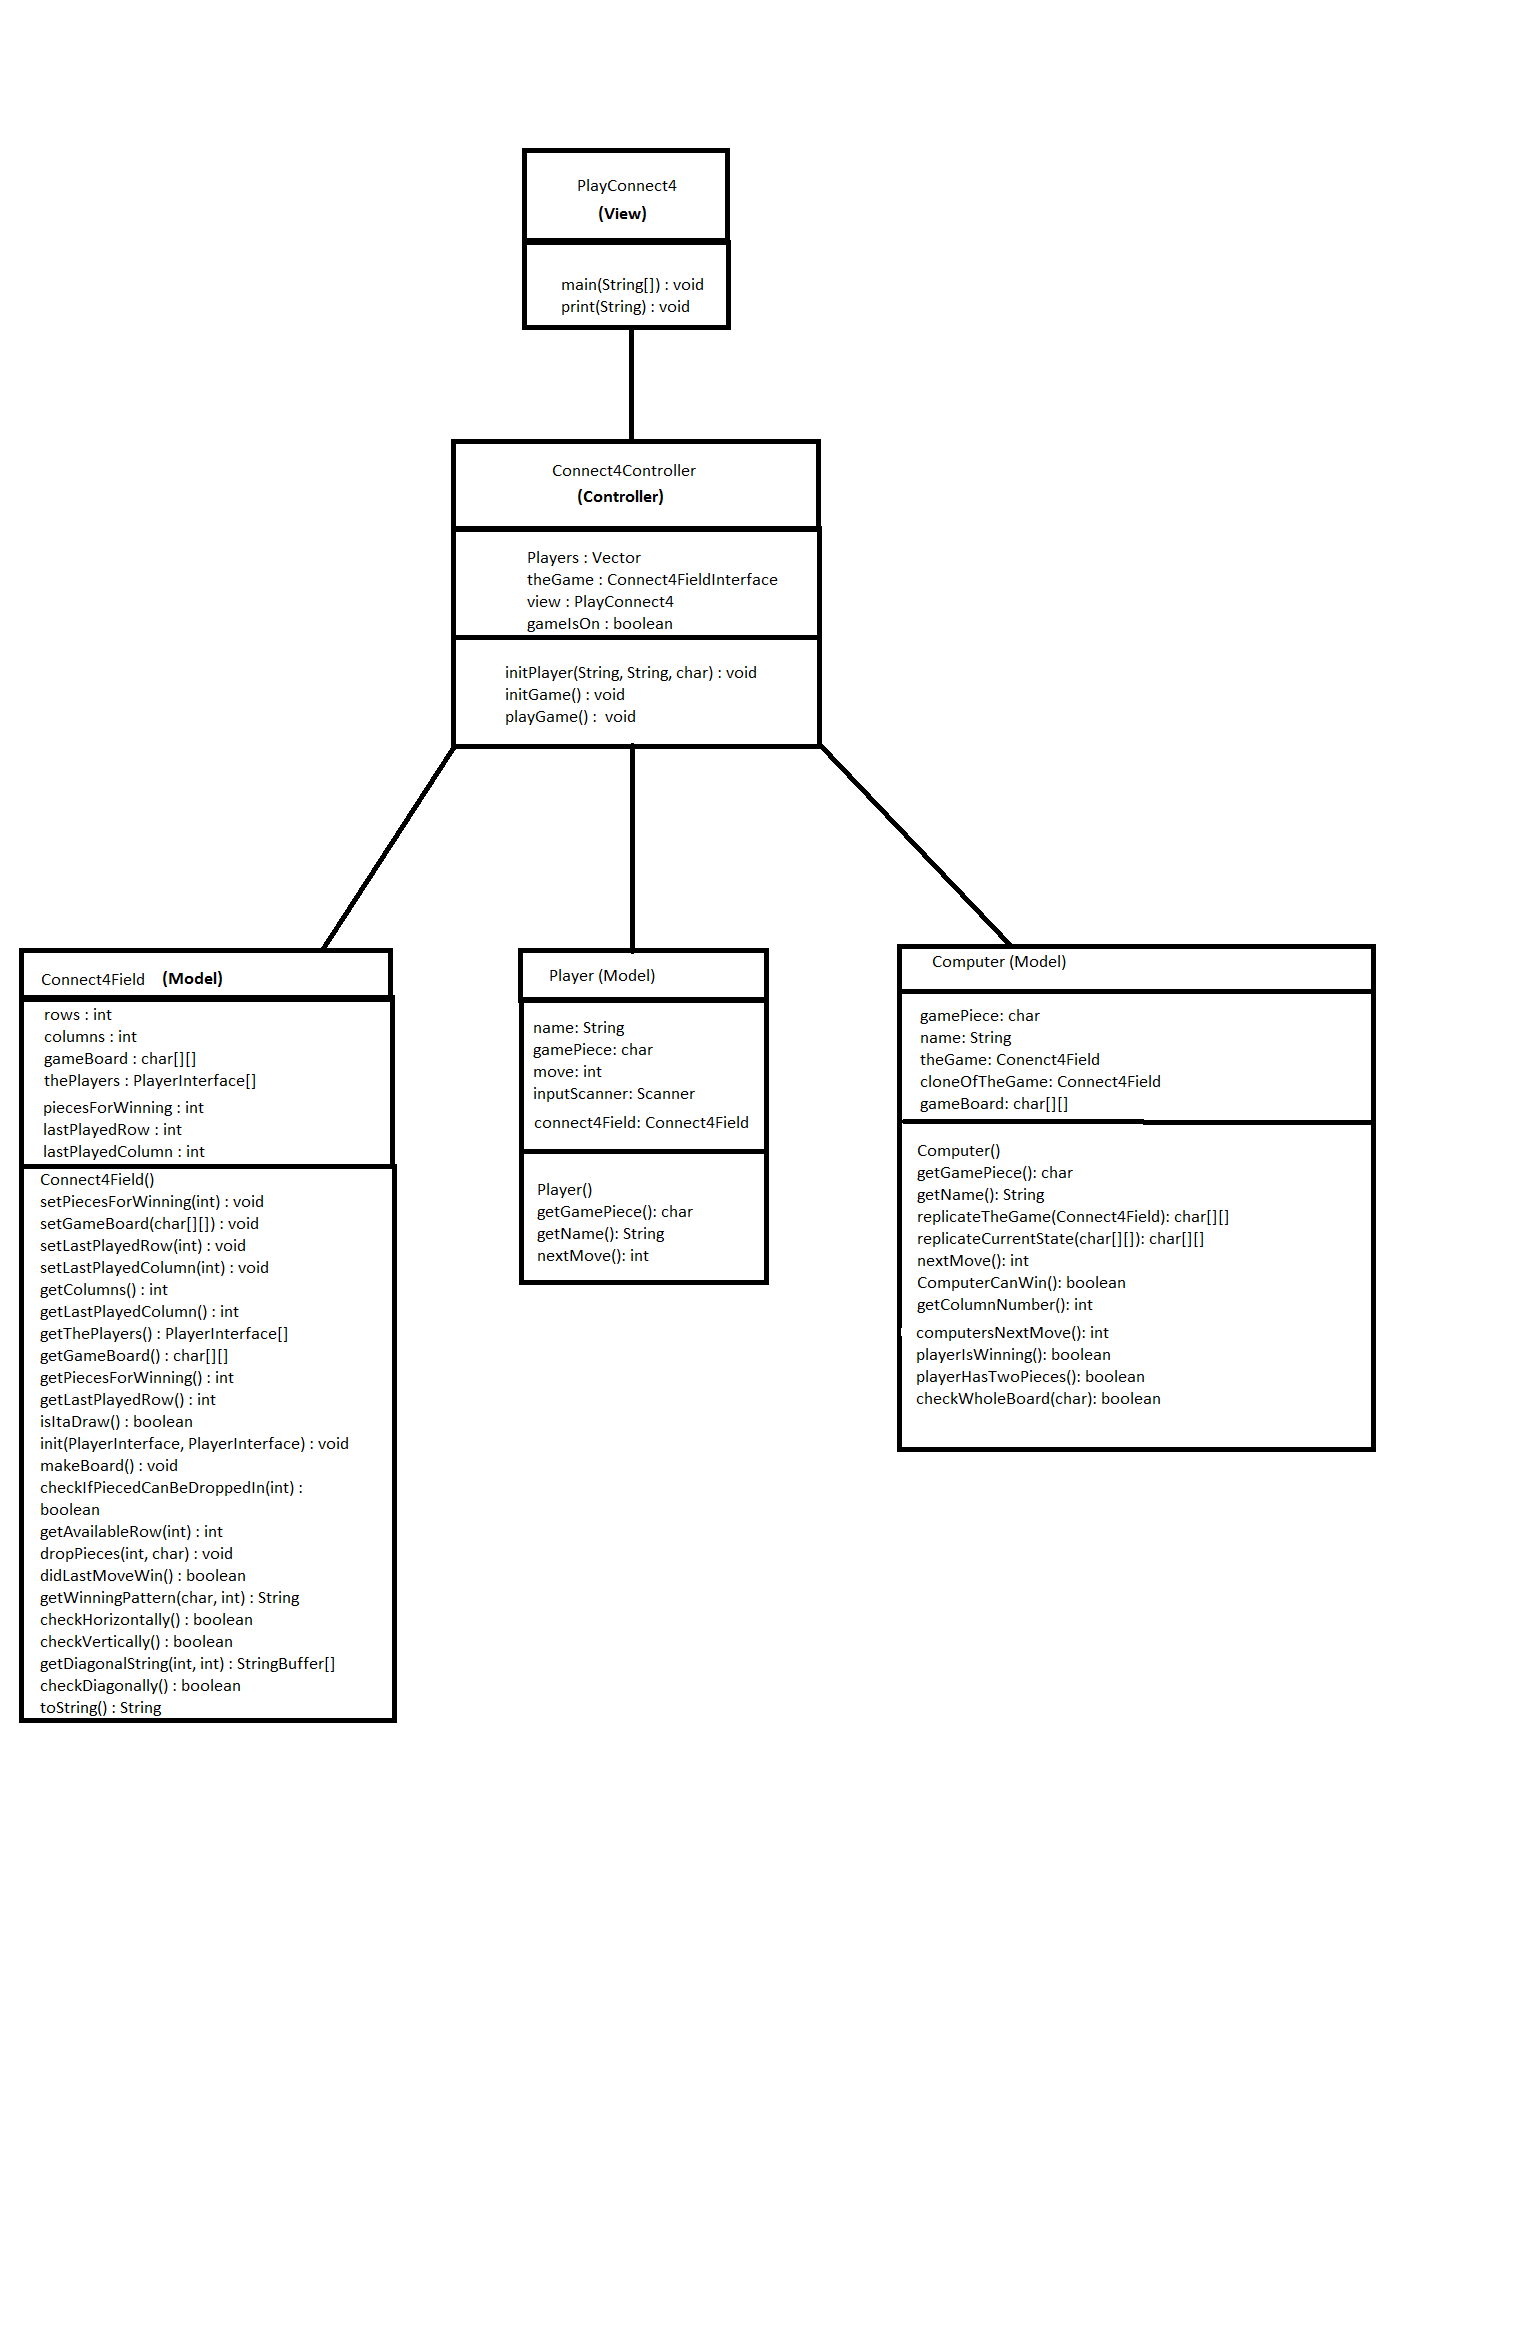 PlayConnect4
(View)
main(String[]) : void
print(String) : void
Connect4Controller
(Controller)
Players : Vector
theGame : Connect4FieldInterface
view : PlayConnect4
gameIsOn : boolean
initPlayer(String, String, char) : void
initGame() : void
playGame() :  void
Connect4Field (Model)
rows : int
columns : int
gameBoard : char[][]
thePlayers : PlayerInterface[]
piecesForWinning : int
lastPlayedRow : int
lastPlayedColumn : int
Connect4Field()
setPiecesForWinning(int) : void
setGameBoard(char[][]) : void
setLastPlayedRow(int) : void
setLastPlayedColumn(int) : void
getColumns() : int
getLastPlayedColumn() : int
getThePlayers() : PlayerInterface[]
getGameBoard() : char[][]
getPiecesForWinning() : int
getLastPlayedRow() : int
isItaDraw() : boolean
init(PlayerInterface, PlayerInterface) : void
makeBoard() : void
checkIfPiecedCanBeDroppedIn(int) :
boolean
getAvailableRow(int) : int
dropPieces(int, char) : void
didLastMoveWin() : boolean
getWinningPattern(char, int) : String
checkHorizontally() : boolean
checkVertically() : boolean
getDiagonalString(int, int) : StringBuffer[]
checkDiagonally() : boolean
toString() : String
Player (Model)
name: String
gamePiece: char
move: int
inputScanner: Scanner
connect4Field: Connect4Field
Player()
getGamePiece(): char
getName(): String
nextMove(): int
Computer (Model)
gamePiece: char
name: String
theGame: Conenct4Field
cloneOfTheGame: Connect4Field
gameBoard: char[][]
Computer()
getGamePiece(): char
getName(): String
replicateTheGame(Connect4Field): char[][]
replicateCurrentState(char[][]): char[][]
nextMove(): int
ComputerCanWin(): boolean
getColumnNumber(): int
computersNextMove(): int
playerIsWinning(): boolean
playerHasTwoPieces(): boolean
checkWholeBoard(char): boolean